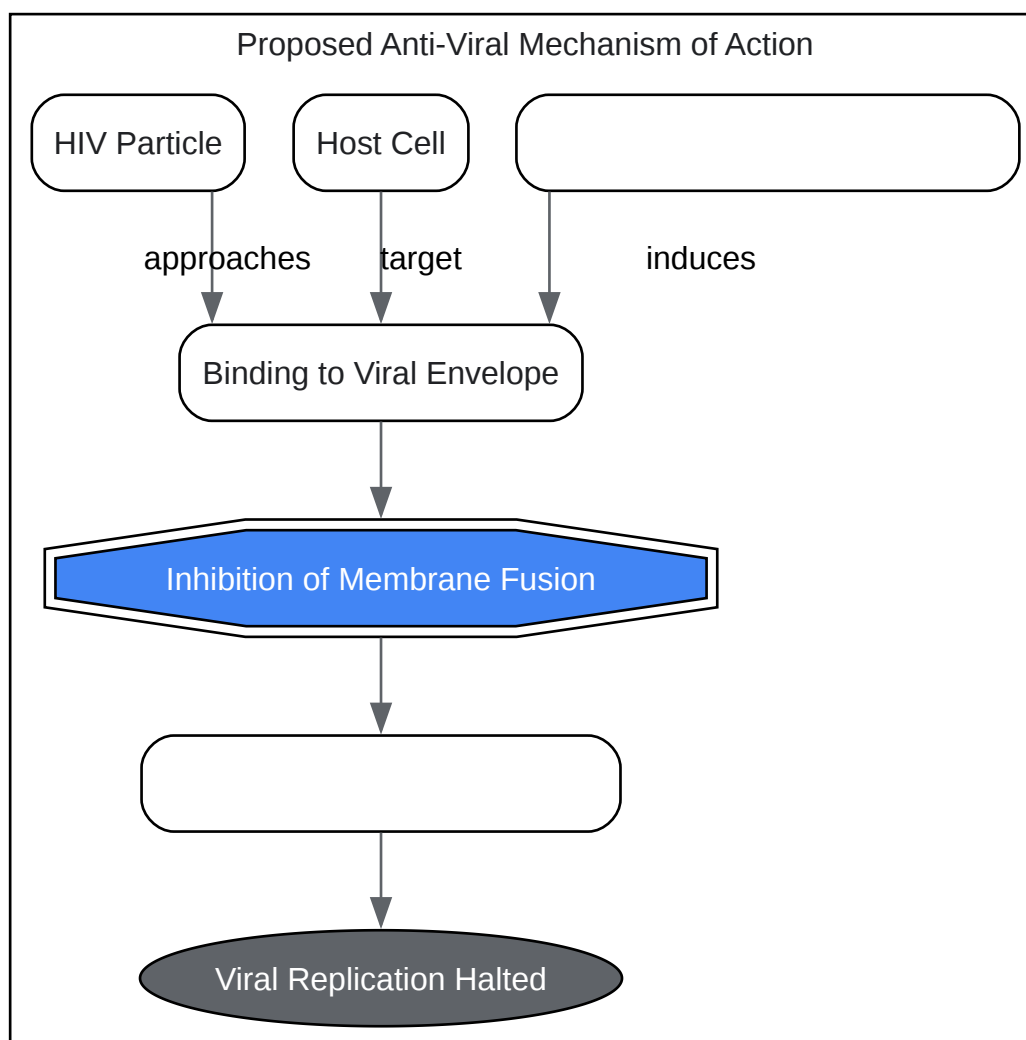 Proposed Anti-Viral Mechanism of Action
HIV Particle
Host Cell
approaches
target
induces
Binding to Viral Envelope
Inhibition of Membrane Fusion
Viral Replication Halted